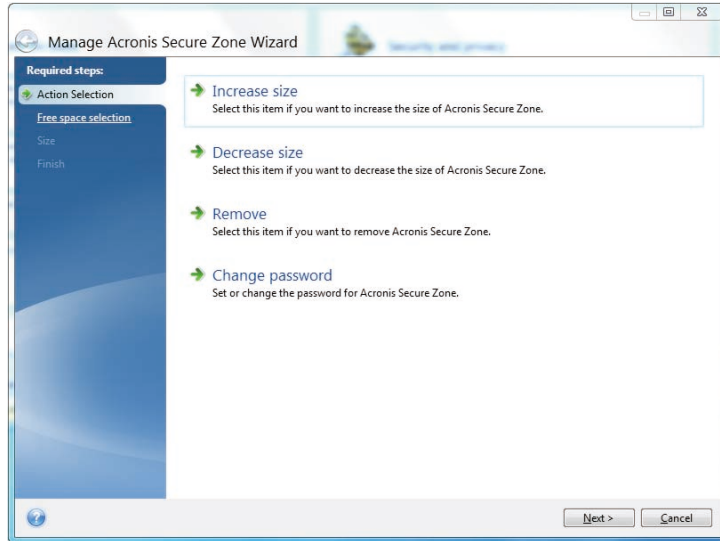 Manage Acronis Secure Zone Wizard
Security and privacy
Required steps:
Action Selection
Free space selection
Size
Finish
Increase size
Select this item if you want to increase the size of Acronis Secure Zone.
Decrease size
Select this item if you want to decrease the size of Acronis Secure Zone.
Remove
Select this item if you want to remove Acronis Secure Zone.
Change password
Set or change the password for Acronis Secure Zone.
Next >
Cancel